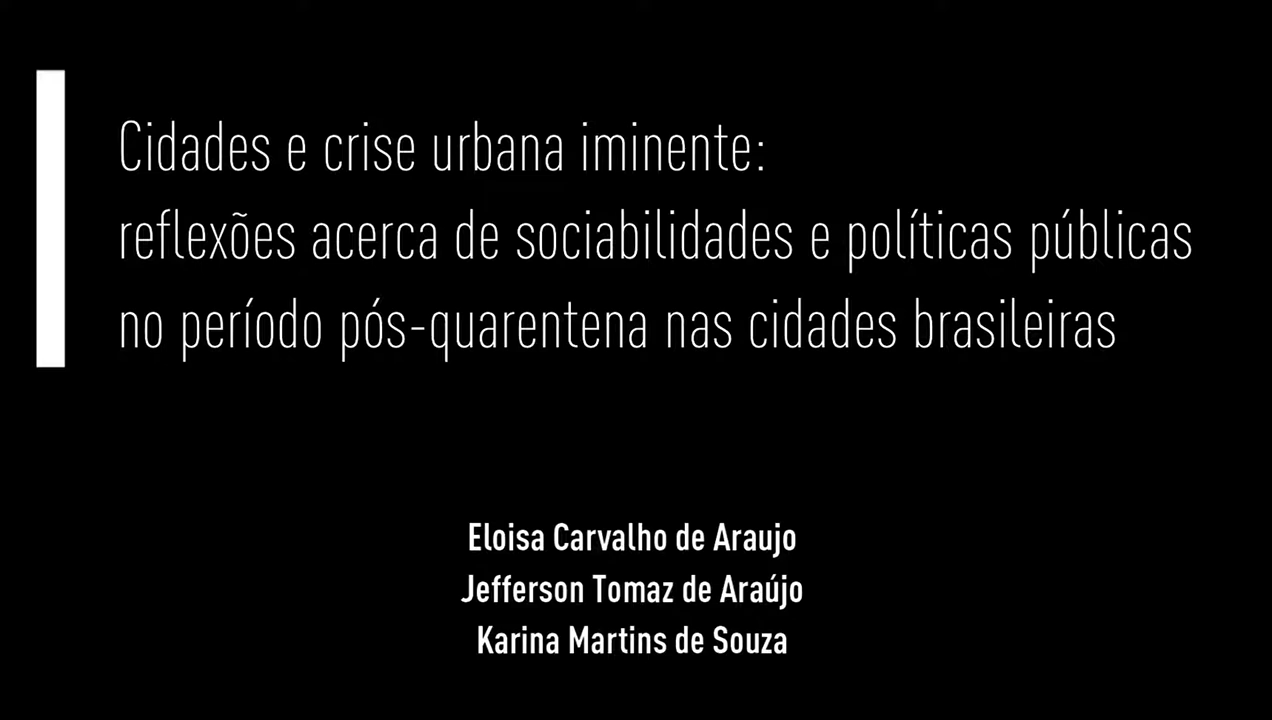 Cidades e crise urbana iminente:
reflexões acerca de sociabilidades e políticas públicas
no período pós-quarentena nas cidades brasileiras
Eloisa Carvalho de Araujo
Jefferson Tomaz de Araújo
Karina Martins de Souza